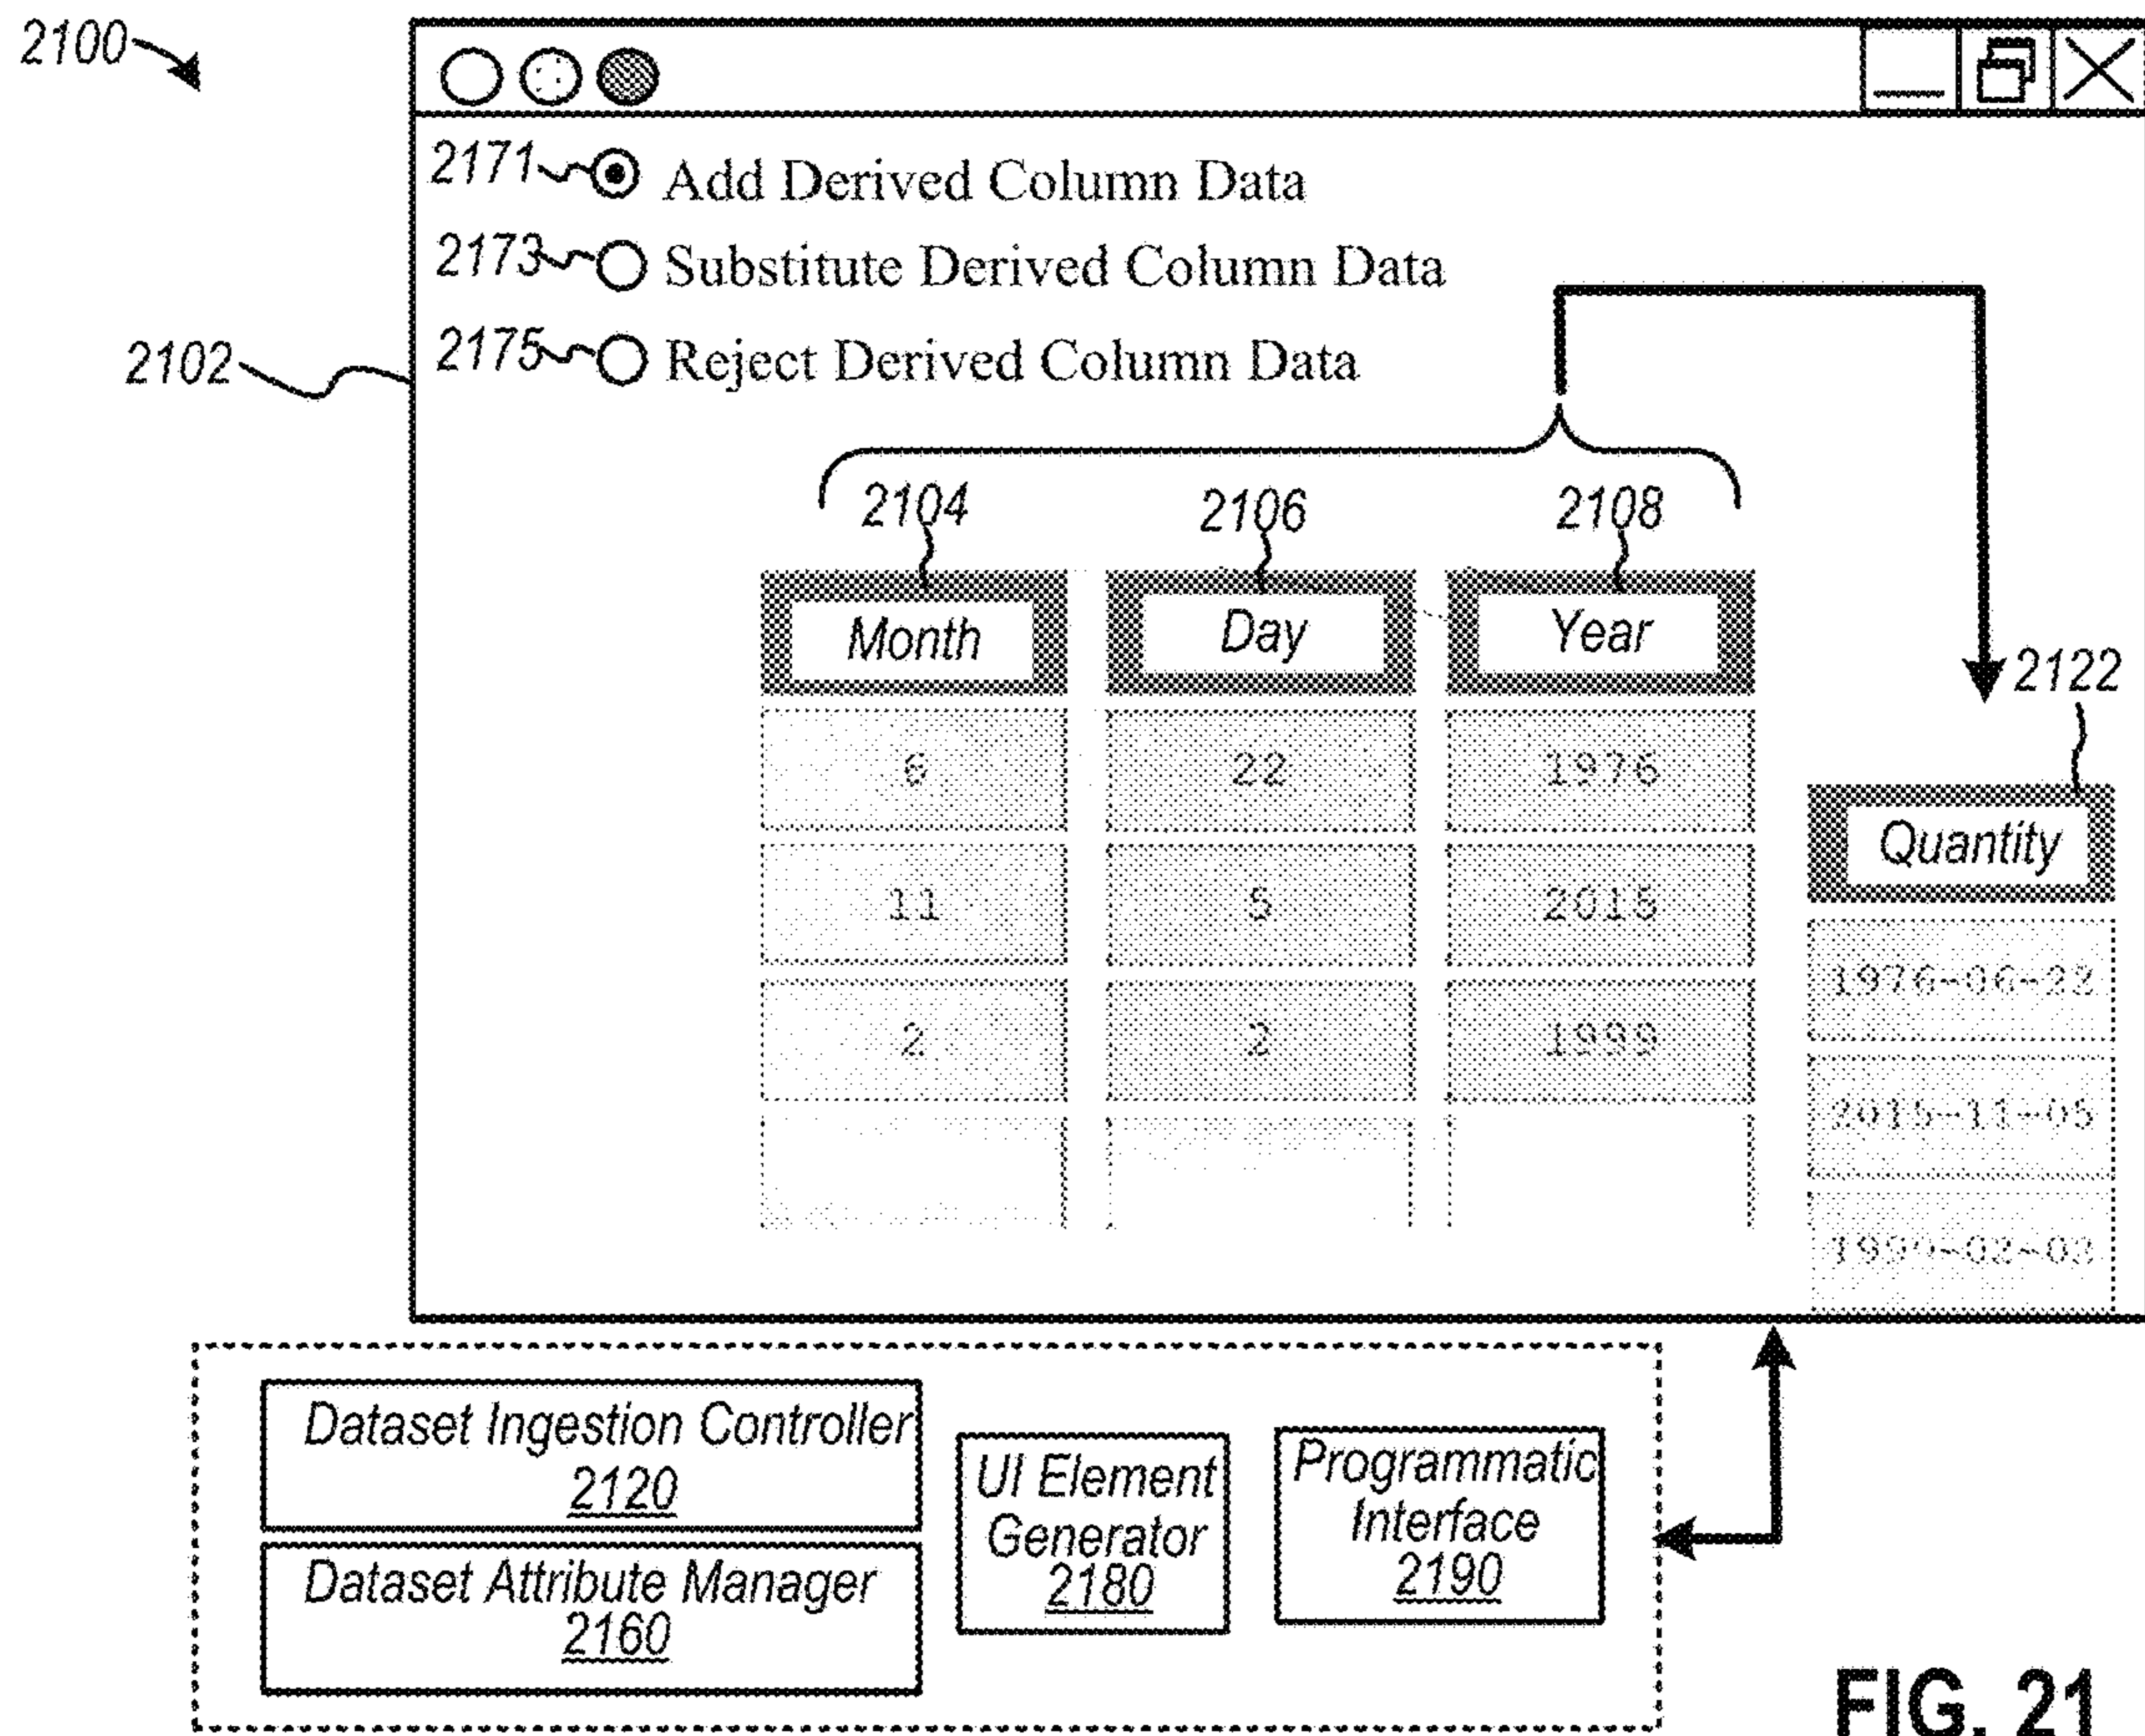 2100
2171 Add Derived Column Data
2173 Substitute Derived Column Data
2102
2175 Reject Derived Column Data
2104 2106 2108
Month Day Year
2122
6 22 1976
Quantity
11 5 2015
1976-06-22
2 2 1999
2015-11-05
1999-02-02
Dataset Ingestion Controller
2120
UI Element
Generator
2180
Programmatic
Interface
2190
Dataset Attribute Manager
2160
FIG. 21